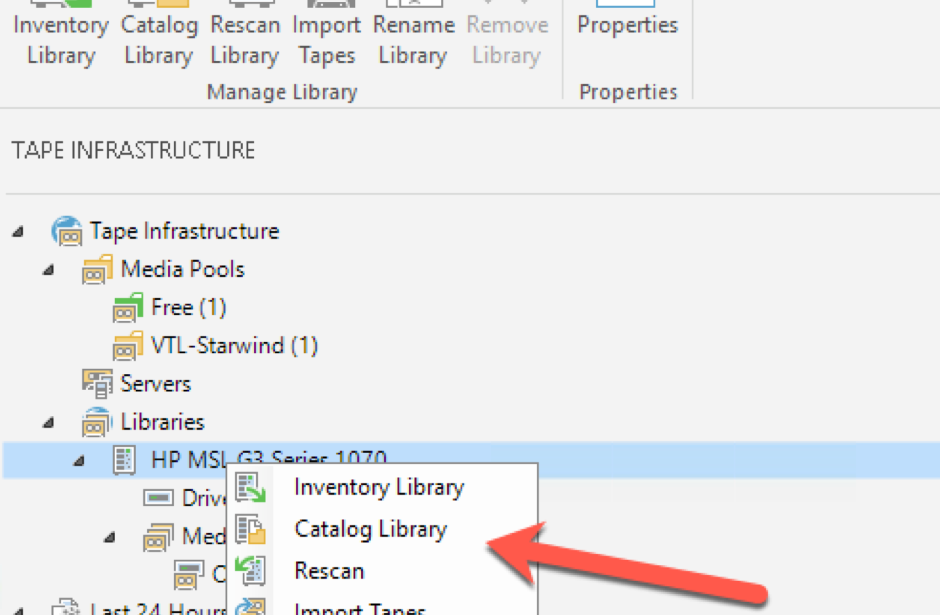 Inventory Library
Catalog Library
Rescan Library
Import Tapes
Rename Library
Remove Library
Properties
Manage Library
Properties
TAPE INFRASTRUCTURE
Tape Infrastructure
Media Pools
Free (1)
VTL-Starwind (1)
Servers
Libraries
HP MSL G3 Series 1070
Inventory Library
Catalog Library
Rescan
Import Tapes
Last 24 Hours